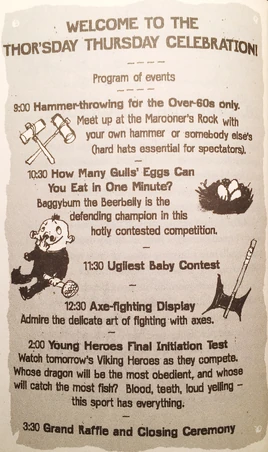 WELCOME TO THE
THOR'SDAY THURSDAY CELEBRATION!
Program of events
9:00 Hammer-throwing for the Over-60s only.
Meet up at the Marooner's Rock with
your own hammer or somebody else's
(hard hats essential for spectators).
10:30 How Many Gulls' Eggs Can
You Eat in One Minute?
Baggybum the Beerbelly is the
defending champion in this
hotly contested competition.
11:30 Ugliest Baby Contest
12:30 Axe-fighting Display
Admire the delicate art of fighting with axes.
2:00 Young Heroes Final Initiation Test
Watch tomorrow's Viking Heroes as they compete.
Whose dragon will be the most obedient, and whose
will catch the most fish? Blood, teeth, loud yelling –
this sport has everything.
3:30 Grand Raffle and Closing Ceremony